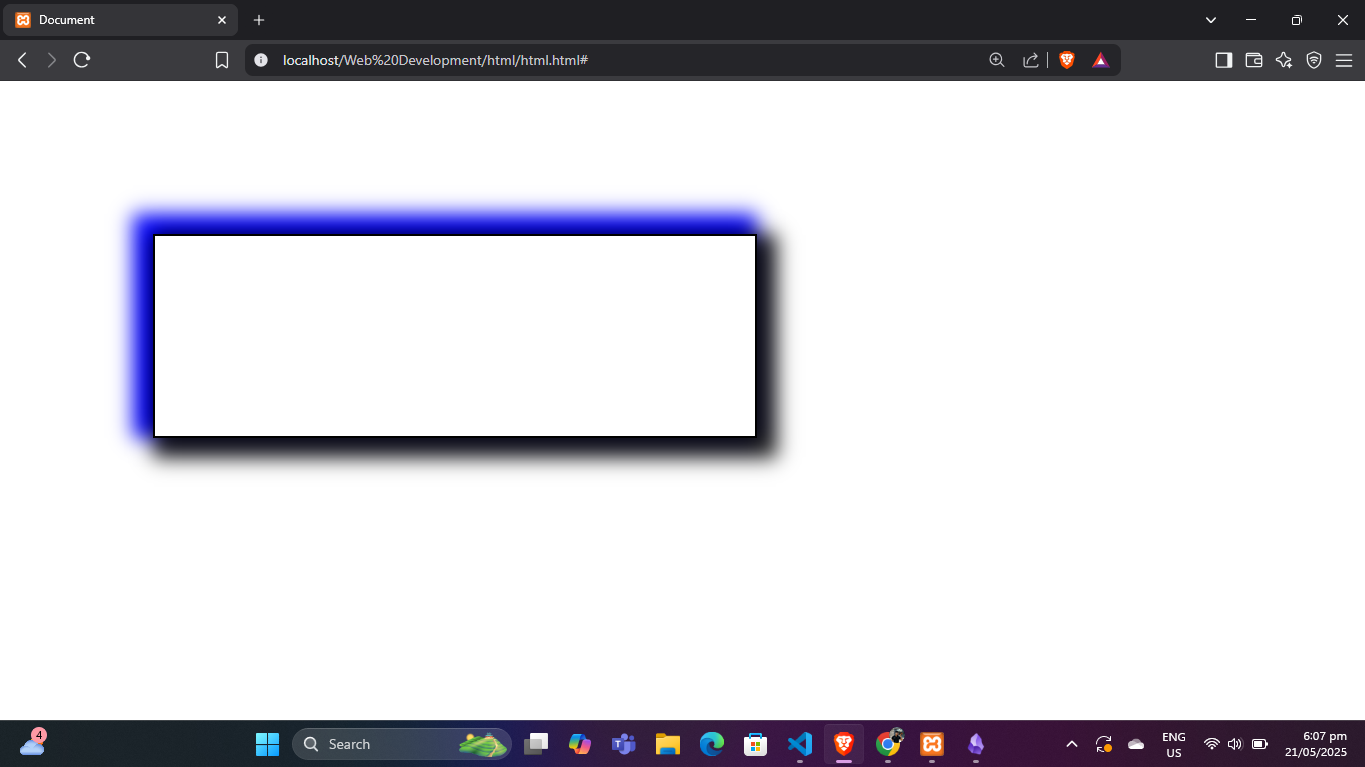 Document
localhost/Web%20Development/html/html.html#
4
Search
ENG
US
6:07 pm
21/05/2025